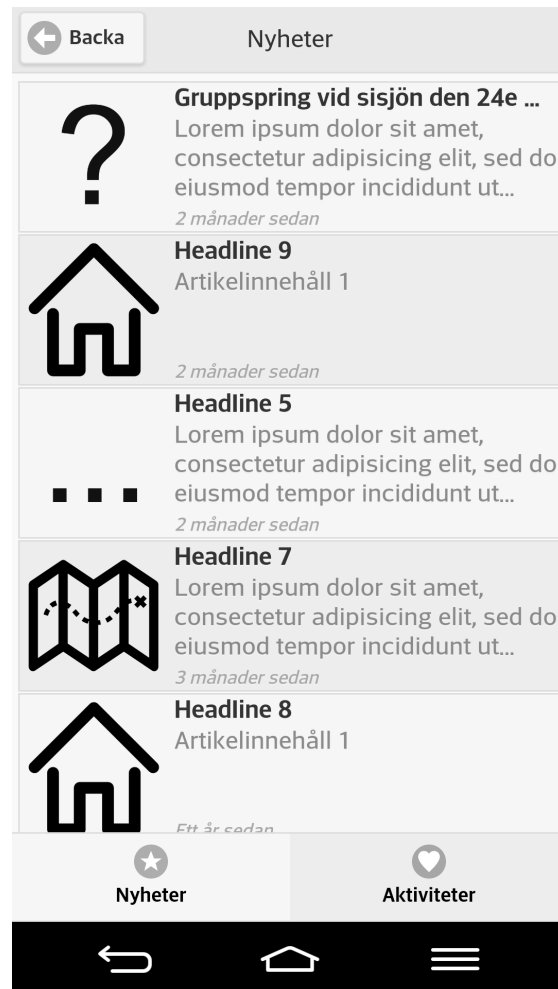 Backa
Nyheter
Gruppspring vid sisjön den 24e ...
Lorem ipsum dolor sit amet,
consectetur adipisicing elit, sed do
eiusmod tempor incididunt ut...
2 månader sedan
Headline 9
Artikelinnehåll 1
2 månader sedan
Headline 5
Lorem ipsum dolor sit amet,
consectetur adipisicing elit, sed do
eiusmod tempor incididunt ut...
2 månader sedan
Headline 7
Lorem ipsum dolor sit amet,
consectetur adipisicing elit, sed do
eiusmod tempor incididunt ut...
3 månader sedan
Headline 8
Artikelinnehåll 1
Ett år sedan
Nyheter
Aktiviteter